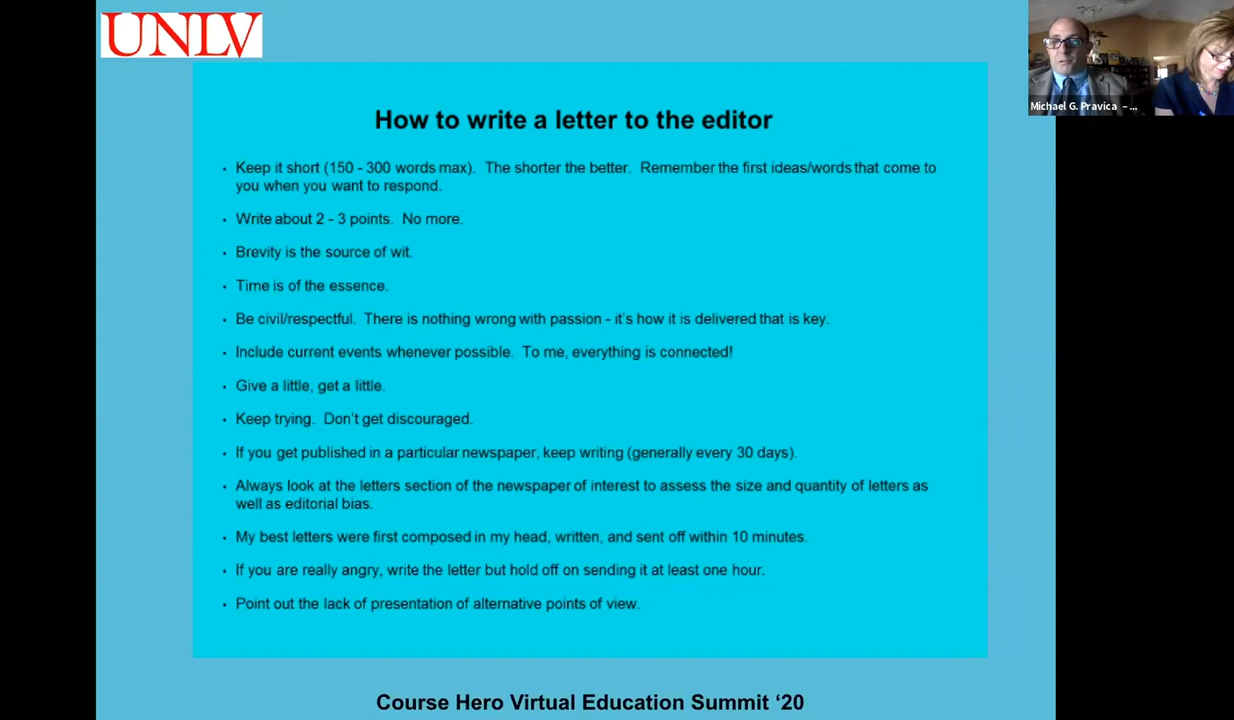 UNLV
Michael G. Pravica – ...
How to write a letter to the editor
• Keep it short (150 - 300 words max).  The shorter the better.  Remember the first ideas/words that come to
you when you want to respond.
• Write about 2 - 3 points.  No more.
• Brevity is the source of wit.
• Time is of the essence.
• Be civil/respectful.  There is nothing wrong with passion - it's how it is delivered that is key.
• Include current events whenever possible.  To me, everything is connected!
• Give a little, get a little.
• Keep trying.  Don't get discouraged.
• If you get published in a particular newspaper, keep writing (generally every 30 days).
• Always look at the letters section of the newspaper of interest to assess the size and quantity of letters as
well as editorial bias.
• My best letters were first composed in my head, written, and sent off within 10 minutes.
• If you are really angry, write the letter but hold off on sending it at least one hour.
• Point out the lack of presentation of alternative points of view.
Course Hero Virtual Education Summit ‘20